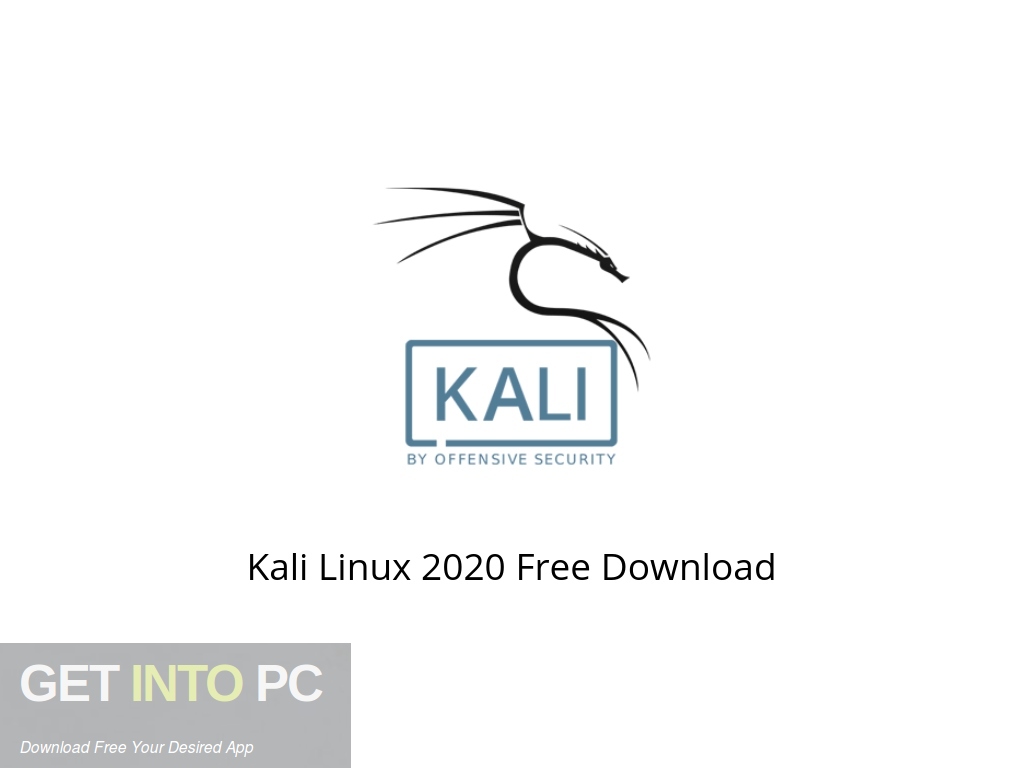 KALI
BY OFFENSIVE SECURITY
Kali Linux 2020 Free Download
GET INTO PC
Download Free Your Desired App